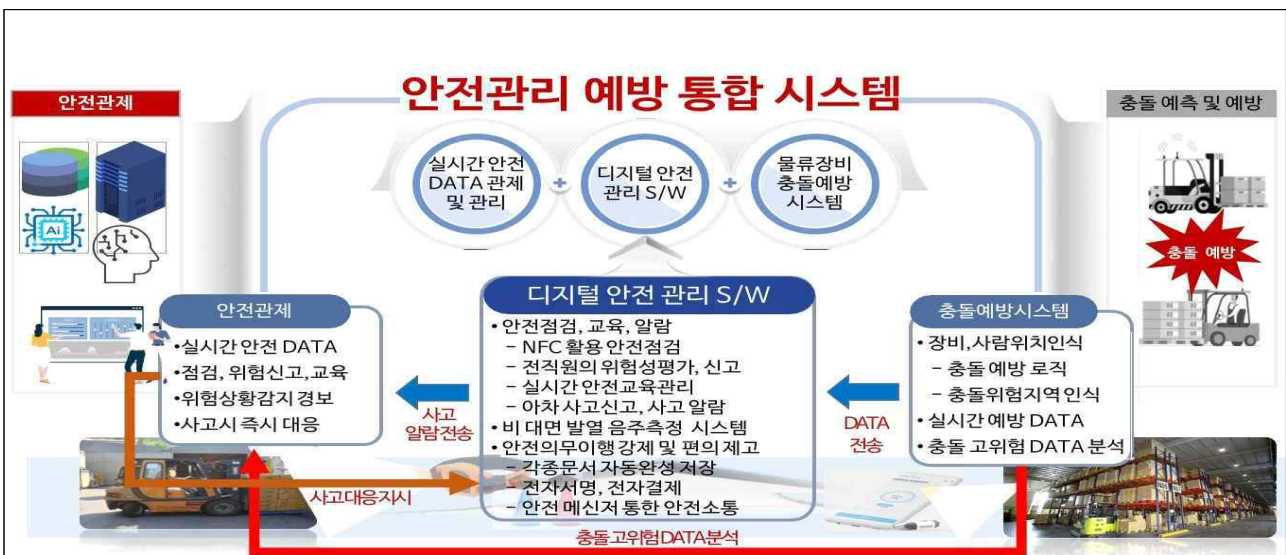 안전관리 예방 통합 시스템
안전관제
충돌 예측 및 예방
실시간 안전
DATA 관제
및 관리
+
디지털 안전
관리 S/W
+
물류장비
충돌예방
시스템
Ai
충돌 예방
안전관제
•실시간 안전 DATA
•점검, 위험신고, 교육
•위험상황감지 경보
•사고시 즉시 대응
사고
알람전송
디지털 안전 관리 S/W
•안전점검, 교육, 알람
– NFC 활용 안전점검
– 전직원의 위험성평가, 신고
– 실시간 안전교육관리
– 아차 사고신고, 사고 알람
•비 대면 발열 음주측정 시스템
•안전의무이행강제 및 편의 제고
– 각종문서 자동완성 저장
– 전자서명, 전자결제
– 안전 메신저 통한 안전소통
DATA
전송
충돌예방시스템
• 장비,사람위치인식
– 충돌 예방 로직
– 충돌위험지역 인식
• 실시간 예방 DATA
• 충돌 고위험 DATA 분석
사고대응지시
충돌고위험DATA분석